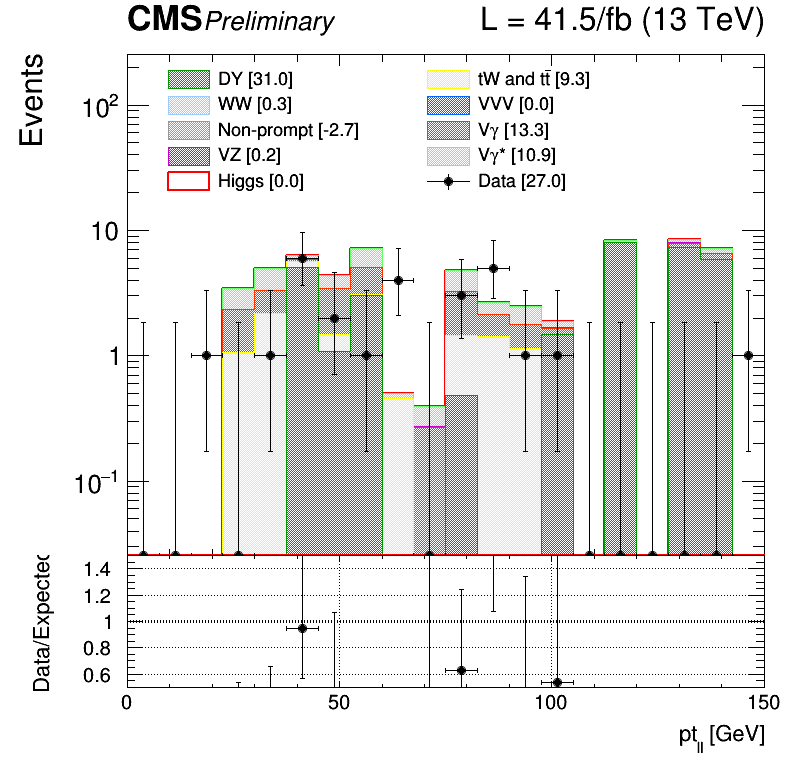 CMS Preliminary L = 41.5/fb (13 TeV)
Events
DY [31.0] tW and tt̄ [9.3]
WW [0.3] VVV [0.0]
Non-prompt [-2.7] Vγ [13.3]
VZ [0.2] Vγ* [10.9]
Higgs [0.0] Data [27.0]
10²
10
1
10⁻¹
Data/Expected
1.4
1.2
1
0.8
0.6
0 50 100 150
pt_ll [GeV]